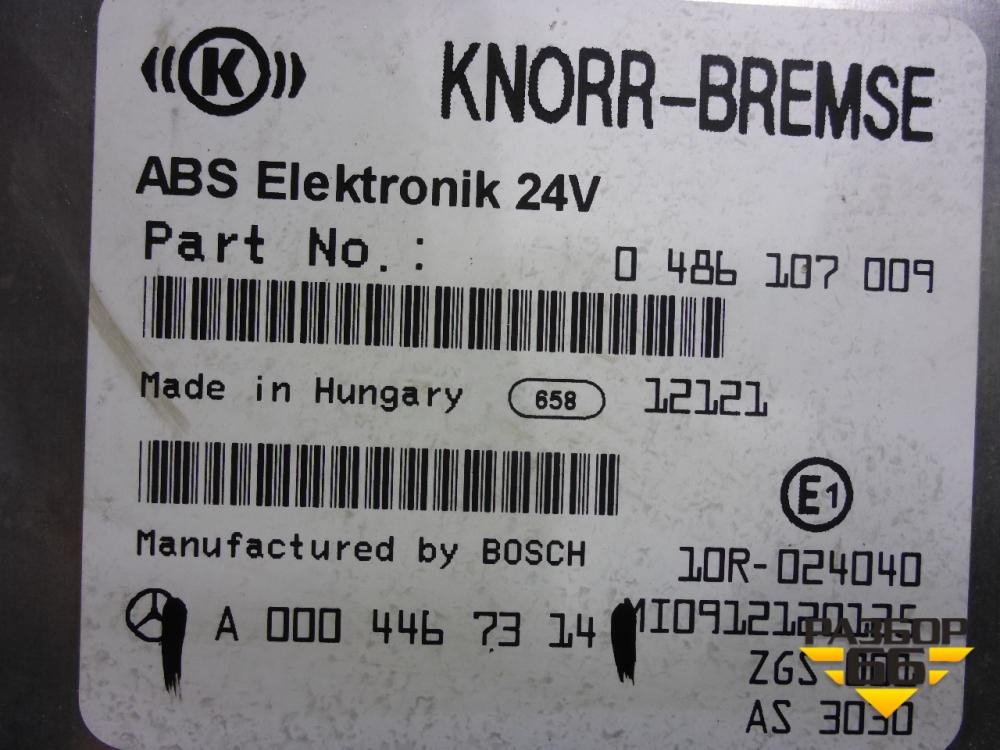 K KNORR-BREMSE
ABS Elektronik 24V
Part No.: 0 486 107 009
Made in Hungary 658 12121
E1
Manufactured by BOSCH
10R-024040
A 000 446 73 14
РАЗБОР
ZGS
66
AS 3030